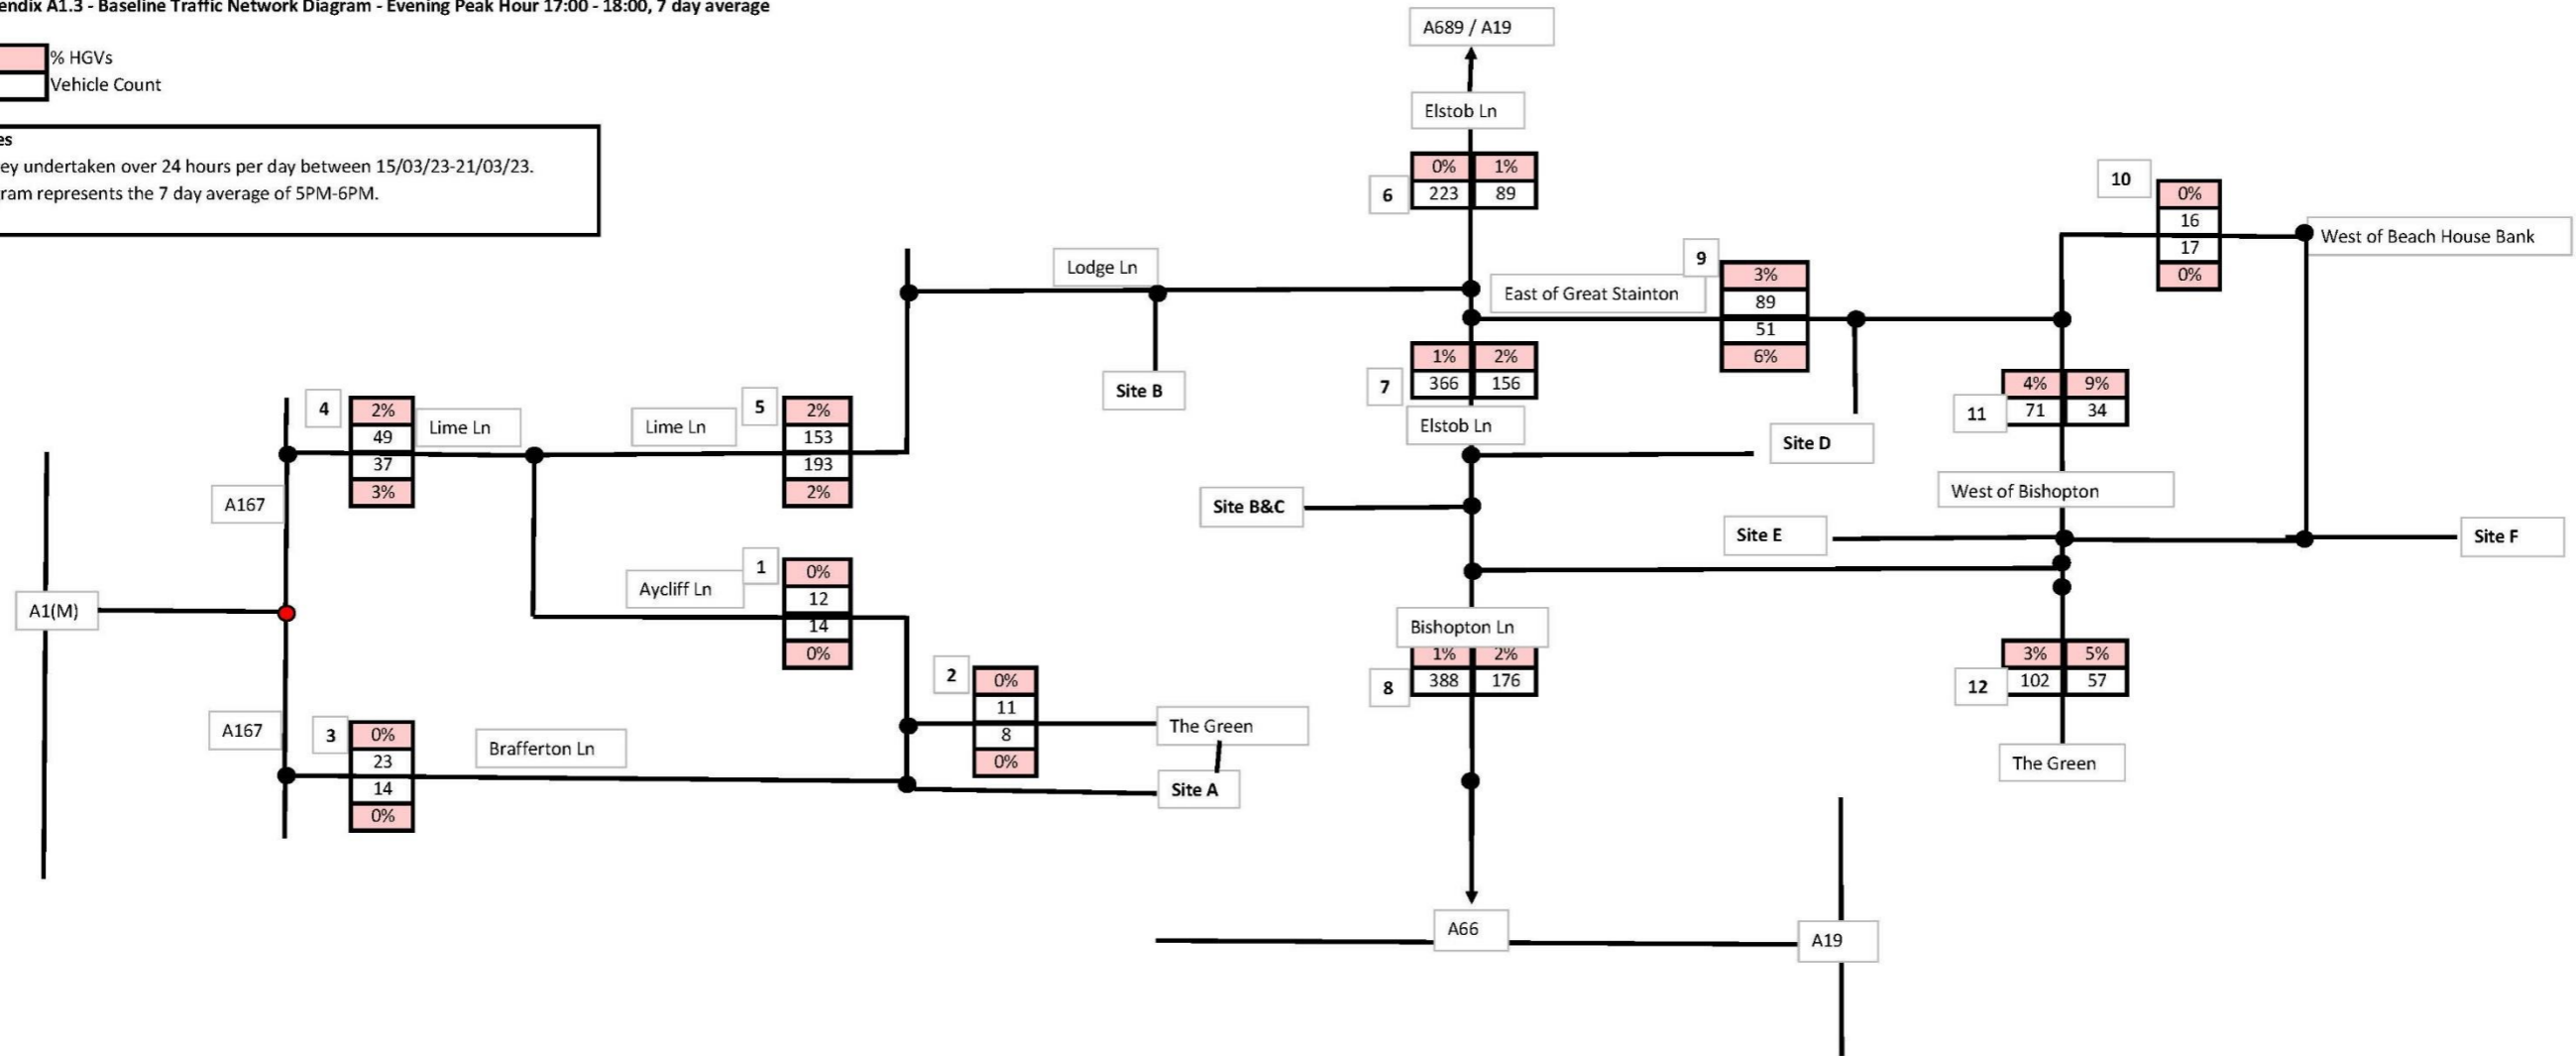 endix A1.3 - Baseline Traffic Network Diagram - Evening Peak Hour 17:00 - 18:00, 7 day average
% HGVs
Vehicle Count
es
ey undertaken over 24 hours per day between 15/03/23-21/03/23.
ram represents the 7 day average of 5PM-6PM.
A689 / A19
Elstob Ln
6
0% 1%
223 89
Lodge Ln
Site B
East of Great Stainton
9
3%
89
51
6%
10
0%
16
17
0%
West of Beach House Bank
7
1% 2%
366 156
Elstob Ln
Site D
11
4% 9%
71 34
West of Bishopton
4
2%
49
37
3%
Lime Ln
Lime Ln
5
2%
153
193
2%
A167
Site B&C
Site E
Site F
A1(M)
Aycliff Ln
1
0%
12
14
0%
Bishopton Ln
8
1% 2%
388 176
12
3% 5%
102 57
The Green
2
0%
11
8
0%
The Green
Site A
A167
3
0%
23
14
0%
Brafferton Ln
A66
A19